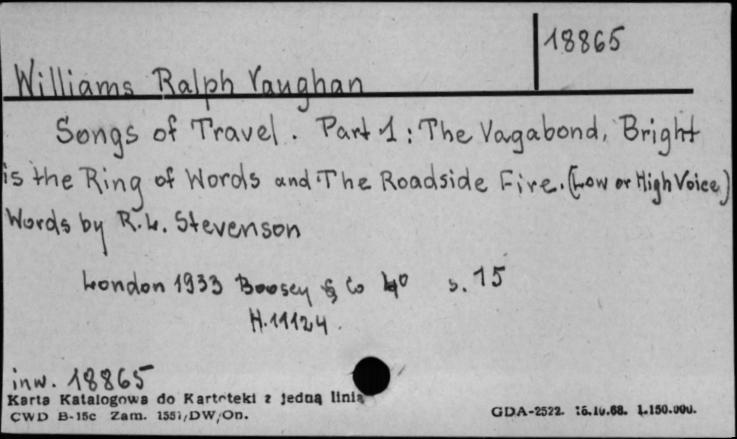 18865
Williams Ralph Vaughan
Songs of Travel. Part 1: The Vagabond, Bright
is the Ring of Words and The Roadside Fire. (Low or High Voice)
Words by R.L. Stevenson
London 1933 Boosey & Co 4° s. 15
H.11124.
inw. 18865
Karta Katalogowa do Kartoteki z jedną linią
CWD B-15c Zam. 1551/DW/On.
GDA-2522. 16.10.68. 1.150.000.